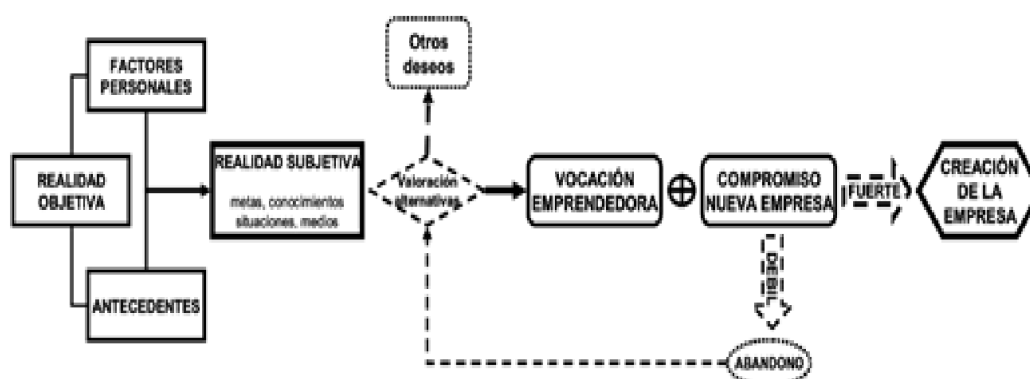 FACTORES
PERSONALES
REALIDAD
OBJETIVA
ANTECEDENTES
REALIDAD SUBJETIVA
metas, conocimientos
situaciones, medios
Otros
deseos
Valoración
alternativas
VOCACIÓN
EMPRENDEDORA
COMPROMISO
NUEVA EMPRESA
FUERTE
CREACIÓN
DE LA
EMPRESA
DEBIL
ABANDONO